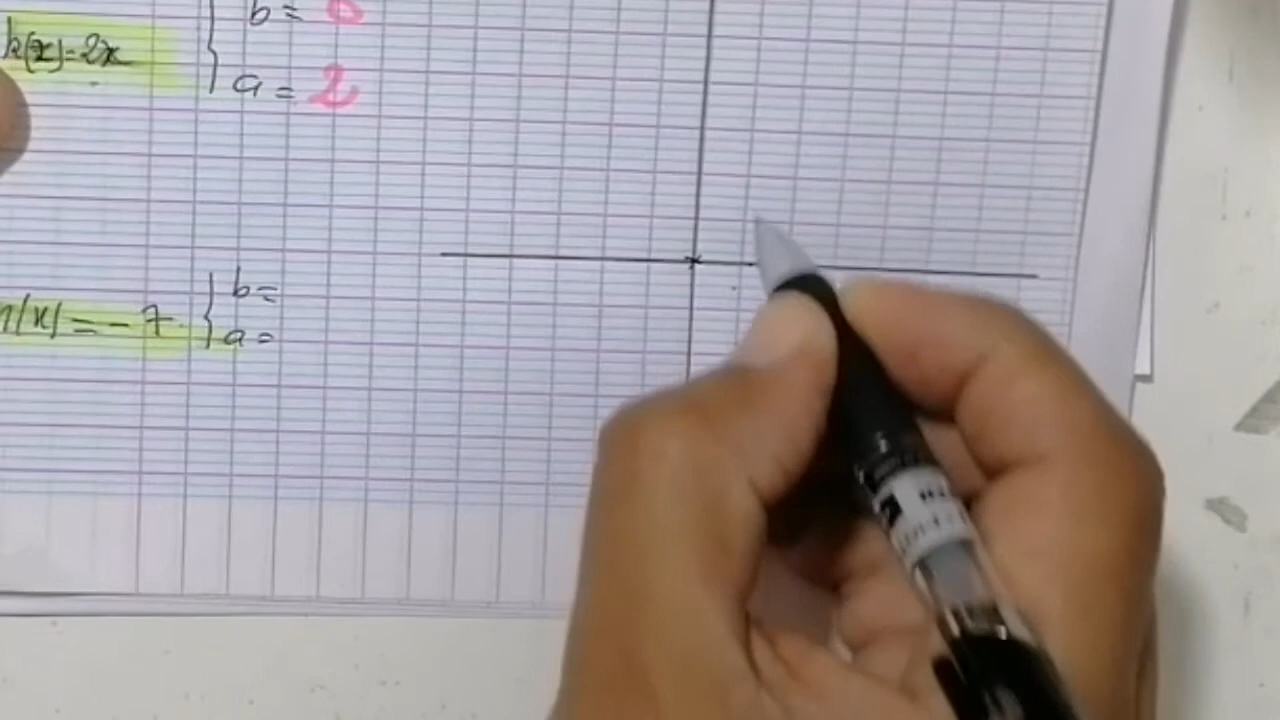 b = 0
k(x)=2x
a = 2
b =
(x) = - 7
a =